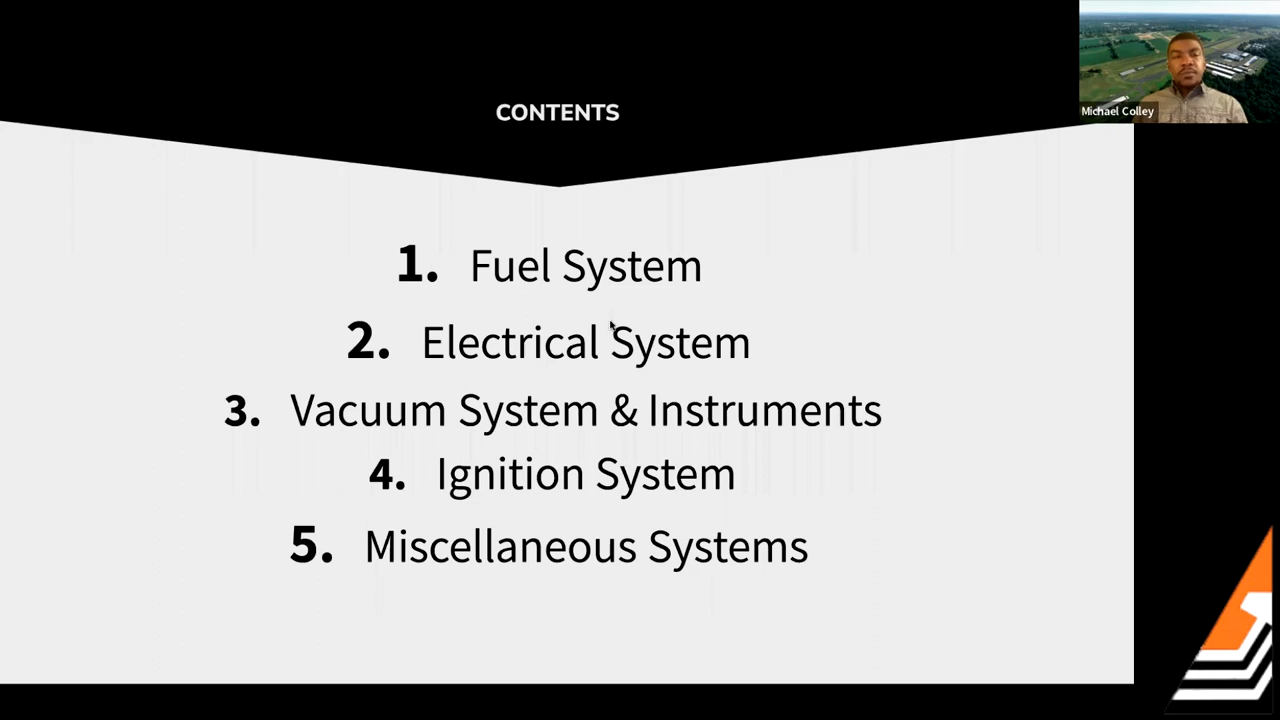 CONTENTS
Michael Colley
1. Fuel System
2. Electrical System
3. Vacuum System & Instruments
4. Ignition System
5. Miscellaneous Systems